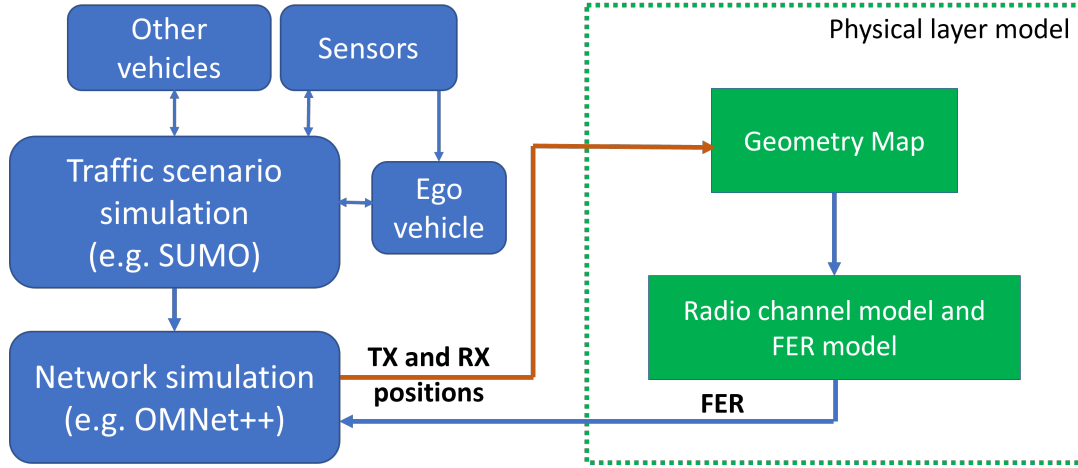 Other
vehicles
Sensors
Physical layer model
Traffic scenario
simulation
(e.g. SUMO)
Ego
vehicle
Geometry Map
Network simulation
(e.g. OMNet++)
TX and RX
positions
Radio channel model and
FER model
FER